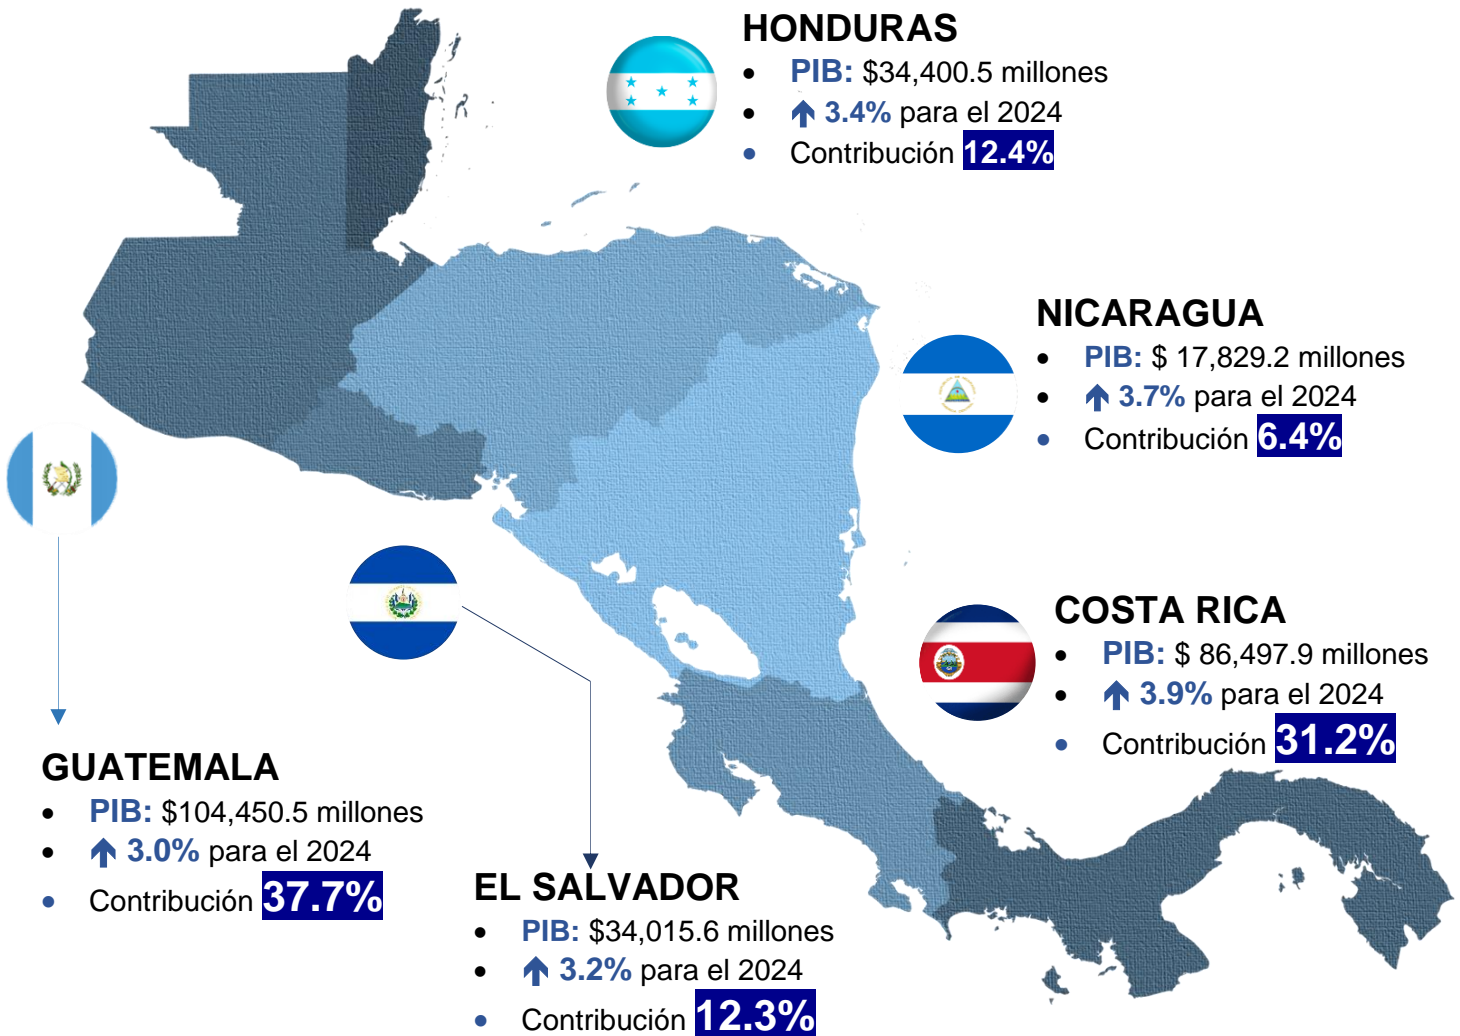 HONDURAS
• PIB: $34,400.5 millones
• ↑ 3.4% para el 2024
• Contribución 12.4%
NICARAGUA
• PIB: $ 17,829.2 millones
• ↑ 3.7% para el 2024
• Contribución 6.4%
COSTA RICA
• PIB: $ 86,497.9 millones
• ↑ 3.9% para el 2024
• Contribución 31.2%
GUATEMALA
• PIB: $104,450.5 millones
• ↑ 3.0% para el 2024
• Contribución 37.7%
EL SALVADOR
• PIB: $34,015.6 millones
• ↑ 3.2% para el 2024
• Contribución 12.3%